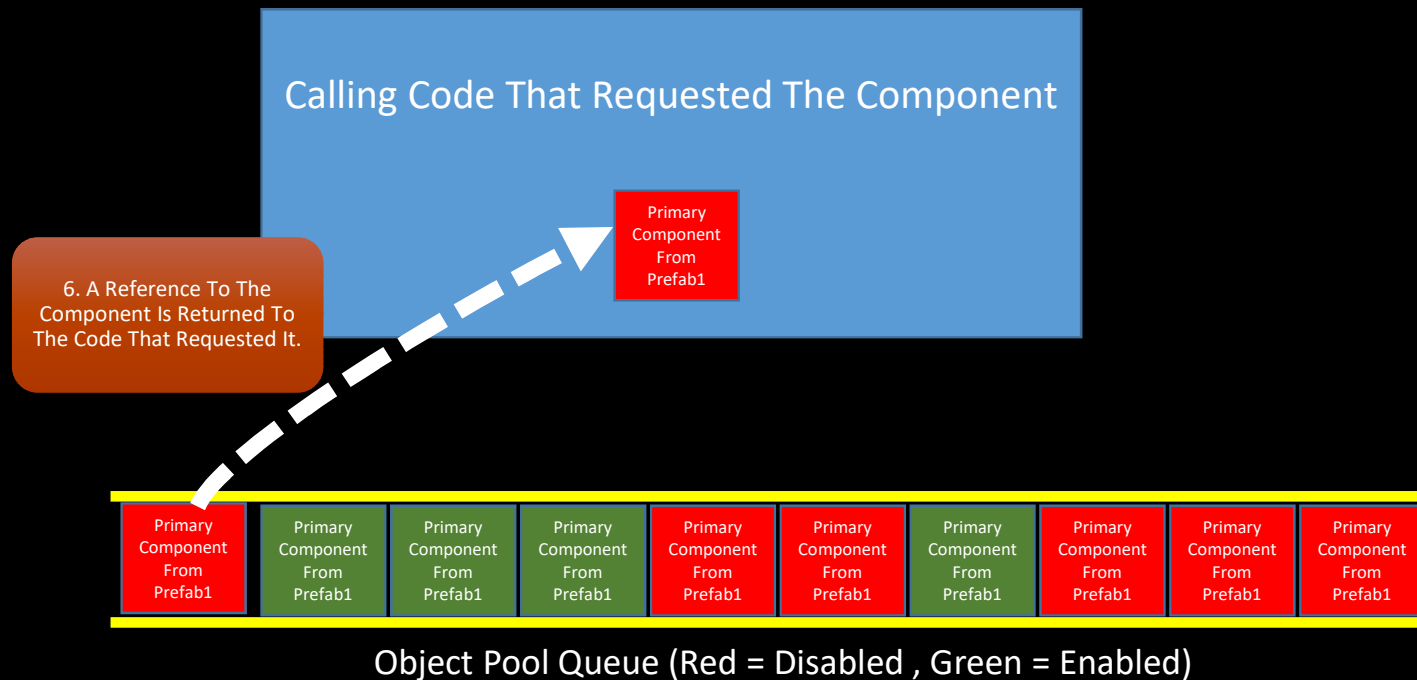 Calling Code That Requested The Component
Primary
Component
From
Prefab1
6. A Reference To The
Component Is Returned To
The Code That Requested It.
Primary
Component
From
Prefab1
Primary
Component
From
Prefab1
Primary
Component
From
Prefab1
Primary
Component
From
Prefab1
Primary
Component
From
Prefab1
Primary
Component
From
Prefab1
Primary
Component
From
Prefab1
Primary
Component
From
Prefab1
Primary
Component
From
Prefab1
Primary
Component
From
Prefab1
Object Pool Queue (Red = Disabled , Green = Enabled)